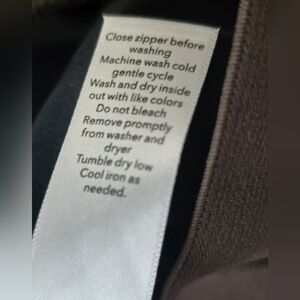 Close zipper before
washing
Machine wash cold
gentle cycle
Wash and dry inside
out with like colors
Do not bleach
Remove promptly
from washer and
dryer
Tumble dry low
Cool iron as
needed.